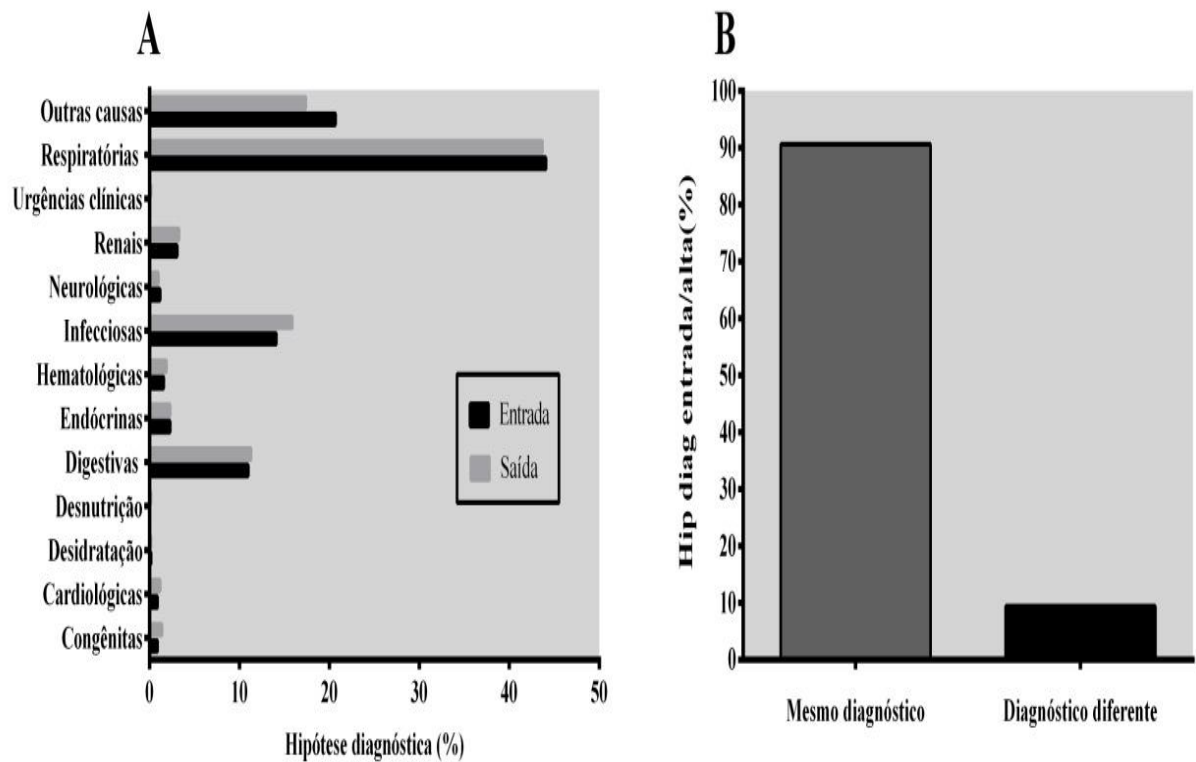 A
Outras causas
Respiratórias
Urgências clínicas
Renais
Neurológicas
Infecciosas
Hematológicas
Endócrinas
Digestivas
Desnutrição
Desidratação
Cardiológicas
Congênitas
0 10 20 30 40 50
Hipótese diagnóstica (%)
Entrada
Saída
B
Hip diag entrada/alta(%)
100
90
80
70
60
50
40
30
20
10
0
Mesmo diagnóstico Diagnóstico diferente